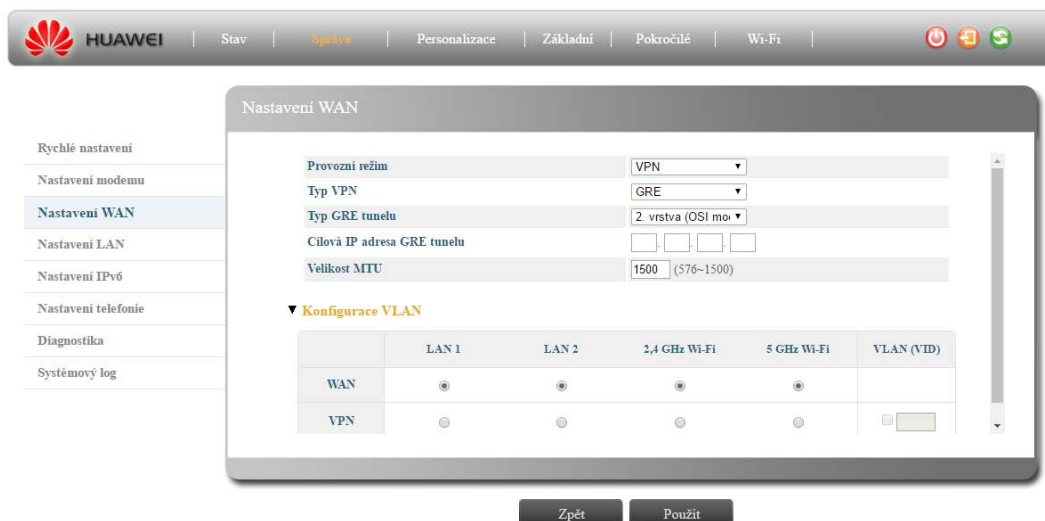 HUAWEI | Stav | Správa | Personalizace | Základní | Pokročilé | Wi-Fi |
Nastavení WAN
Rychlé nastavení
Nastavení modemu
Nastavení WAN
Nastavení LAN
Nastavení IPv6
Nastavení telefonie
Diagnostika
Systémový log
Provozní režim VPN
Typ VPN GRE
Typ GRE tunelu 2. vrstva (OSI mo
Cílová IP adresa GRE tunelu . . .
Velikost MTU 1500 (576~1500)
Konfigurace VLAN
LAN 1 LAN 2 2,4 GHz Wi-Fi 5 GHz Wi-Fi VLAN (VID)
WAN
VPN
Zpět Použít